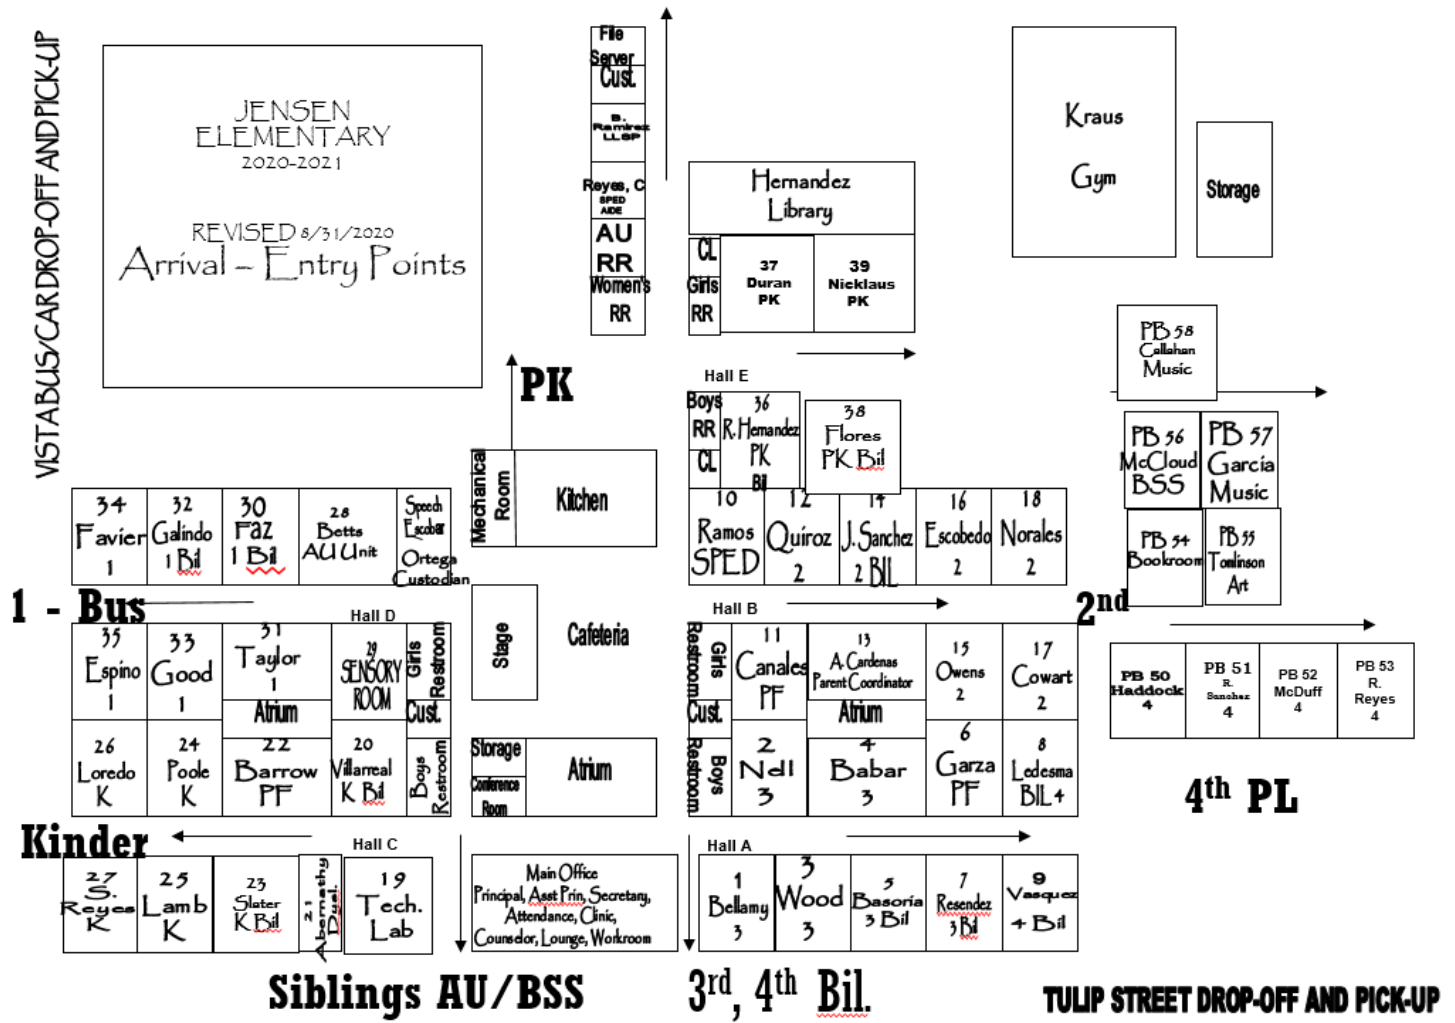 VISTABUS/CAR DROP-OFF AND PICK-UP
JENSEN
ELEMENTARY
2020-2021
REVISED 8/31/2020
Arrival – Entry Points
File
Server
Cust.
B.
Ramirez
LLSP
Reyes, C
SPED
AIDE
AU
RR
Women's
RR
Hernandez
Library
CL
Girls
RR
37
Duran
PK
39
Nicklaus
PK
Kraus
Gym
Storage
PB 58
Callahan
Music
PK
Hall E
Boys
RR
CL
36
R. Hernandez
PK
Bil
38
Flores
PK Bil
PB 56
McCloud
BSS
PB 57
Garcia
Music
PB 54
Bookroom
PB 55
Tomlinson
Art
Mechanical
Room
Kitchen
34
Favier
1
32
Galindo
1 Bil
30
Faz
1 Bil
28
Betts
AU Unit
Speech
Escobar
Ortega
Custodian
10
Ramos
SPED
12
Quiroz
2
14
J. Sanchez
2 BIL
16
Escobedo
2
18
Norales
2
1 - Bus
Hall D
Hall B
2nd
Stage
Cafeteria
35
Espino
1
33
Good
1
31
Taylor
1
29
SENSORY
ROOM
Girls
Restroom
Atrium
Cust.
26
Loredo
K
24
Poole
K
22
Barrow
PF
20
Villarreal
K Bil
Boys
Restroom
Storage
Conference
Room
Atrium
Girls
Restroom
11
Canales
PF
13
A. Cardenas
Parent Coordinator
15
Owens
2
17
Cowart
2
Cust.
Atrium
Boys
Restroom
2
Ndl
3
4
Babar
3
6
Garza
PF
8
Ledesma
BIL 4
PB 50
Haddock
4
PB 51
R.
Sanchez
4
PB 52
McDuff
4
PB 53
R.
Reyes
4
4th PL
Kinder
Hall C
Hall A
27
S.
Reyes
K
25
Lamb
K
23
Slater
K Bil
21
Abernathy
Dyal.
19
Tech.
Lab
Main Office
Principal, Asst Prin, Secretary,
Attendance, Clinic,
Counselor, Lounge, Workroom
1
Bellamy
3
3
Wood
3
5
Basoria
3 Bil
7
Resendez
3 Bil
9
Vasquez
4 Bil
Siblings AU/BSS
3rd, 4th Bil.
TULIP STREET DROP-OFF AND PICK-UP